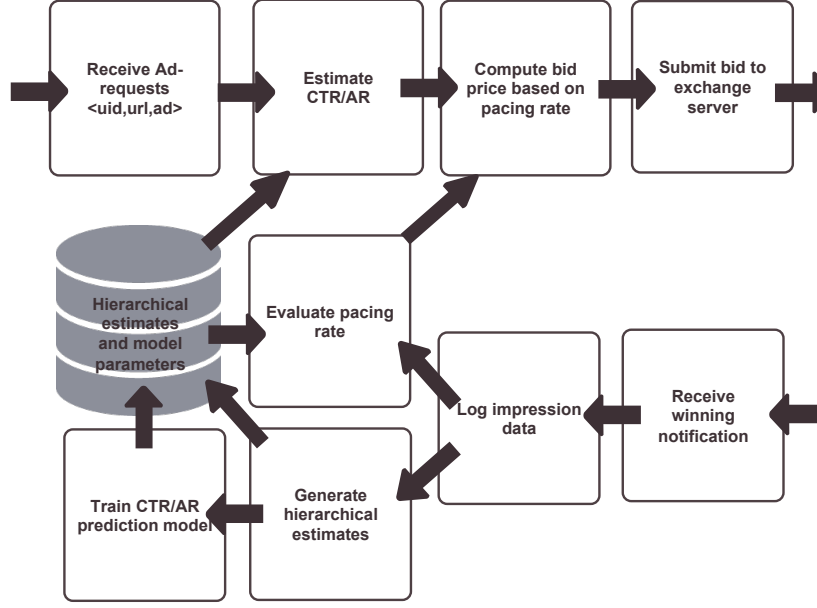 Receive Ad-
requests
<uid,url,ad>
Estimate
CTR/AR
Compute bid
price based on
pacing rate
Submit bid to
exchange
server
Hierarchical
estimates
and model
parameters
Evaluate pacing
rate
Log impression
data
Receive
winning
notification
Train CTR/AR
prediction model
Generate
hierarchical
estimates